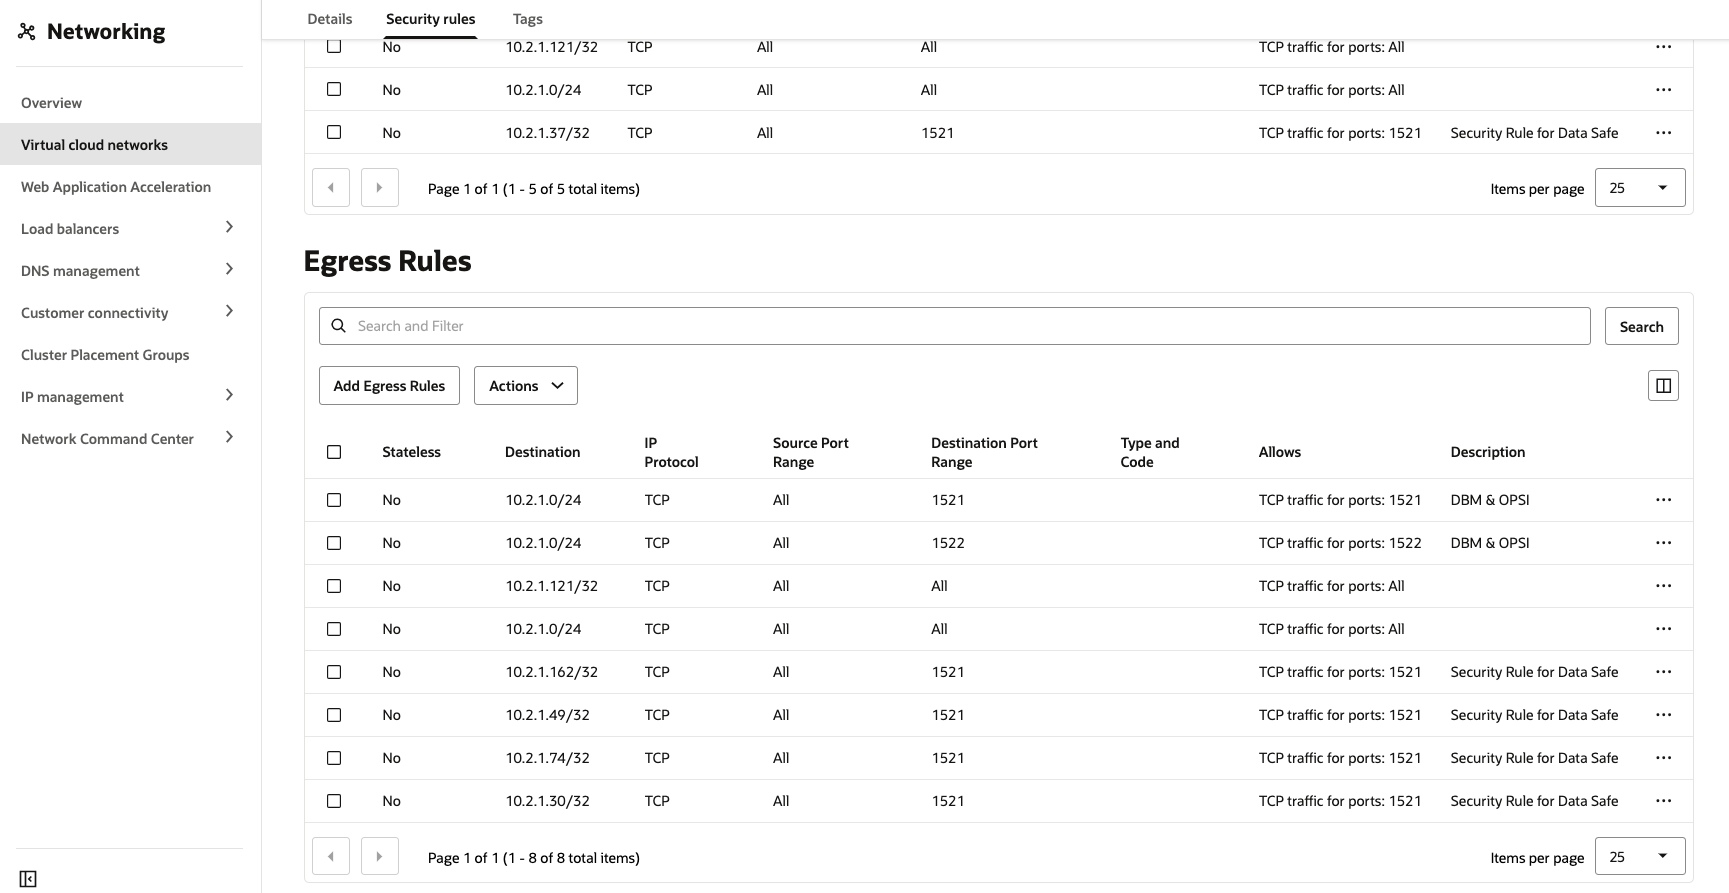 Networking
Overview
Virtual cloud networks
Web Application Acceleration
Load balancers
DNS management
Customer connectivity
Cluster Placement Groups
IP management
Network Command Center
Details Security rules Tags
No 10.2.1.121/32 TCP All All TCP traffic for ports: All
No 10.2.1.0/24 TCP All All TCP traffic for ports: All
No 10.2.1.37/32 TCP All 1521 TCP traffic for ports: 1521 Security Rule for Data Safe
Page 1 of 1 (1 - 5 of 5 total items) Items per page 25
Egress Rules
Search and Filter Search
Add Egress Rules Actions
Stateless Destination IP Protocol Source Port Range Destination Port Range Type and Code Allows Description
No 10.2.1.0/24 TCP All 1521 TCP traffic for ports: 1521 DBM & OPSI
No 10.2.1.0/24 TCP All 1522 TCP traffic for ports: 1522 DBM & OPSI
No 10.2.1.121/32 TCP All All TCP traffic for ports: All
No 10.2.1.0/24 TCP All All TCP traffic for ports: All
No 10.2.1.162/32 TCP All 1521 TCP traffic for ports: 1521 Security Rule for Data Safe
No 10.2.1.49/32 TCP All 1521 TCP traffic for ports: 1521 Security Rule for Data Safe
No 10.2.1.74/32 TCP All 1521 TCP traffic for ports: 1521 Security Rule for Data Safe
No 10.2.1.30/32 TCP All 1521 TCP traffic for ports: 1521 Security Rule for Data Safe
Page 1 of 1 (1 - 8 of 8 total items) Items per page 25